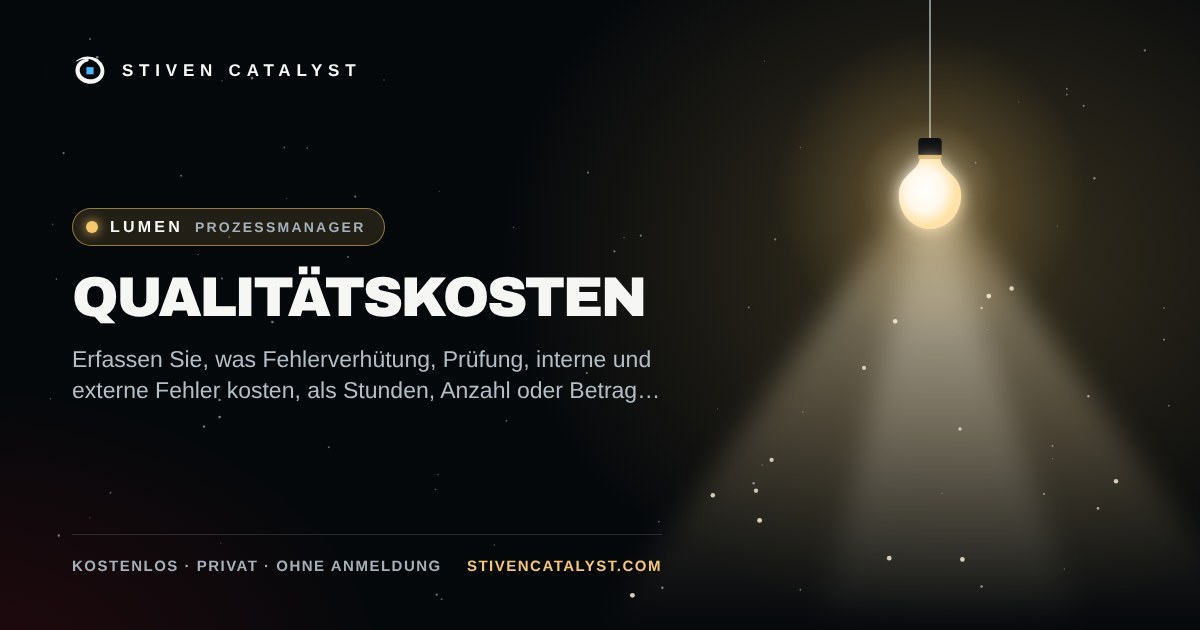 STIVEN CATALYST
LUMEN PROZESSMANAGER
QUALITÄTSKOSTEN
Erfassen Sie, was Fehlerverhütung, Prüfung, interne und
externe Fehler kosten, als Stunden, Anzahl oder Betrag…
KOSTENLOS · PRIVAT · OHNE ANMELDUNG STIVENCATALYST.COM